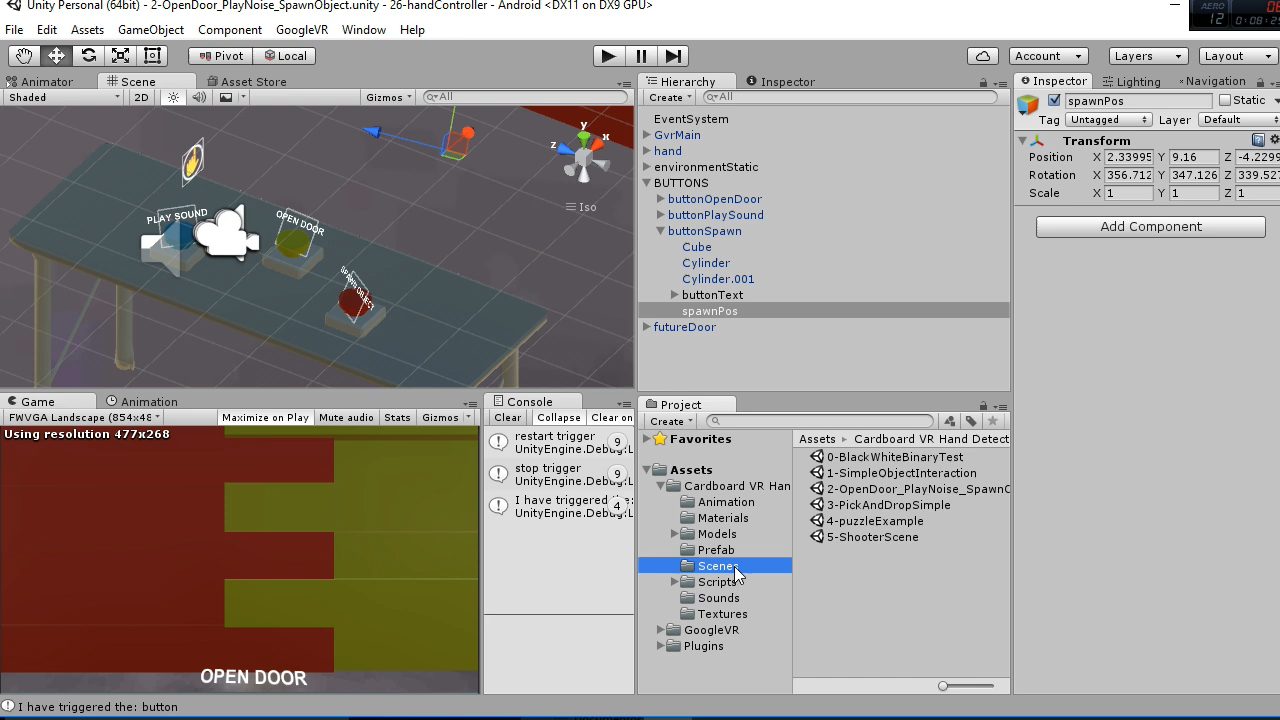 Unity Personal (64bit) - 2-OpenDoor_PlayNoise_SpawnObject.unity - 26-handController - Android <DX11 on DX9 GPU>
AERO
12
File Edit Assets GameObject Component GoogleVR Window Help
Pivot Local Account Layers Layout
Animator Scene Asset Store
Shaded 2D Gizmos All
PLAY SOUND
OPEN DOOR
SPAWN OBJECT
y
x
z
Iso
Hierarchy Inspector
Create All
EventSystem
GvrMain
hand
environmentStatic
BUTTONS
buttonOpenDoor
buttonPlaySound
buttonSpawn
Cube
Cylinder
Cylinder.001
buttonText
spawnPos
futureDoor
Inspector Lighting Navigation
spawnPos Static
Tag Untagged Layer Default
Transform
Position X 2.33995 Y 9.16 Z -4.2299
Rotation X 356.712 Y 347.126 Z 339.527
Scale X 1 Y 1 Z 1
Add Component
Game Animation
FWVGA Landscape (854x48 Maximize on Play Mute audio Stats Gizmos
Using resolution 477x268
OPEN DOOR
Console
Clear Collapse Clear on
restart trigger 9
UnityEngine.Debug:L
stop trigger 9
UnityEngine.Debug:L
I have triggered the: 4
UnityEngine.Debug:L
Project
Create
Favorites
Assets
Cardboard VR Han
Animation
Materials
Models
Prefab
Scenes
Scripts
Sounds
Textures
GoogleVR
Plugins
Assets Cardboard VR Hand Detect
0-BlackWhiteBinaryTest
1-SimpleObjectInteraction
2-OpenDoor_PlayNoise_SpawnO
3-PickAndDropSimple
4-puzzleExample
5-ShooterScene
I have triggered the: button